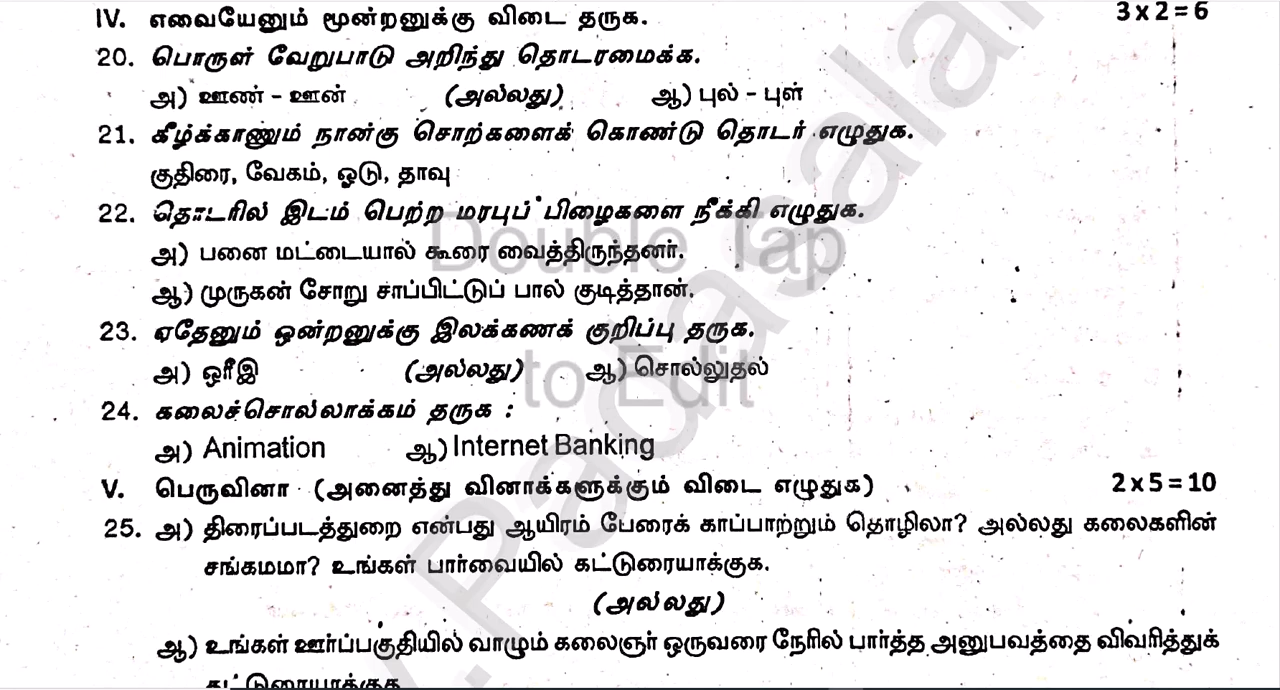 IV. எவையேனும் மூன்றனுக்கு விடை தருக. 3 x 2 = 6
20. பொருள் வேறுபாடு அறிந்து தொடரமைக்க.
அ) ஊண் – ஊன் (அல்லது) ஆ) புல் – புள்
21. கீழ்க்காணும் நான்கு சொற்களைக் கொண்டு தொடர் எழுதுக.
குதிரை, வேகம், ஓடு, தாவு
22. தொடரில் இடம் பெற்ற மரபுப் பிழைகளை நீக்கி எழுதுக.
அ) பனை மட்டையால் கூரை வைத்திருந்தனர்.
Double Tap
ஆ) முருகன் சோறு சாப்பிட்டுப் பால் குடித்தான்.
23. ஏதேனும் ஒன்றனுக்கு இலக்கணக் குறிப்பு தருக.
அ) ஒரீஇ (அல்லது) ஆ) சொல்லுதல்
to Edit
24. கலைச்சொல்லாக்கம் தருக :
அ) Animation ஆ) Internet Banking
V. பெருவினா (அனைத்து வினாக்களுக்கும் விடை எழுதுக) 2 x 5 = 10
25. அ) திரைப்படத்துறை என்பது ஆயிரம் பேரைக் காப்பாற்றும் தொழிலா? அல்லது கலைகளின்
சங்கமமா? உங்கள் பார்வையில் கட்டுரையாக்குக.
(அல்லது)
ஆ) உங்கள் ஊர்ப்பகுதியில் வாழும் கலைஞர் ஒருவரை நேரில் பார்த்த அனுபவத்தை விவரித்துக்
கட்டுரையாக்குக